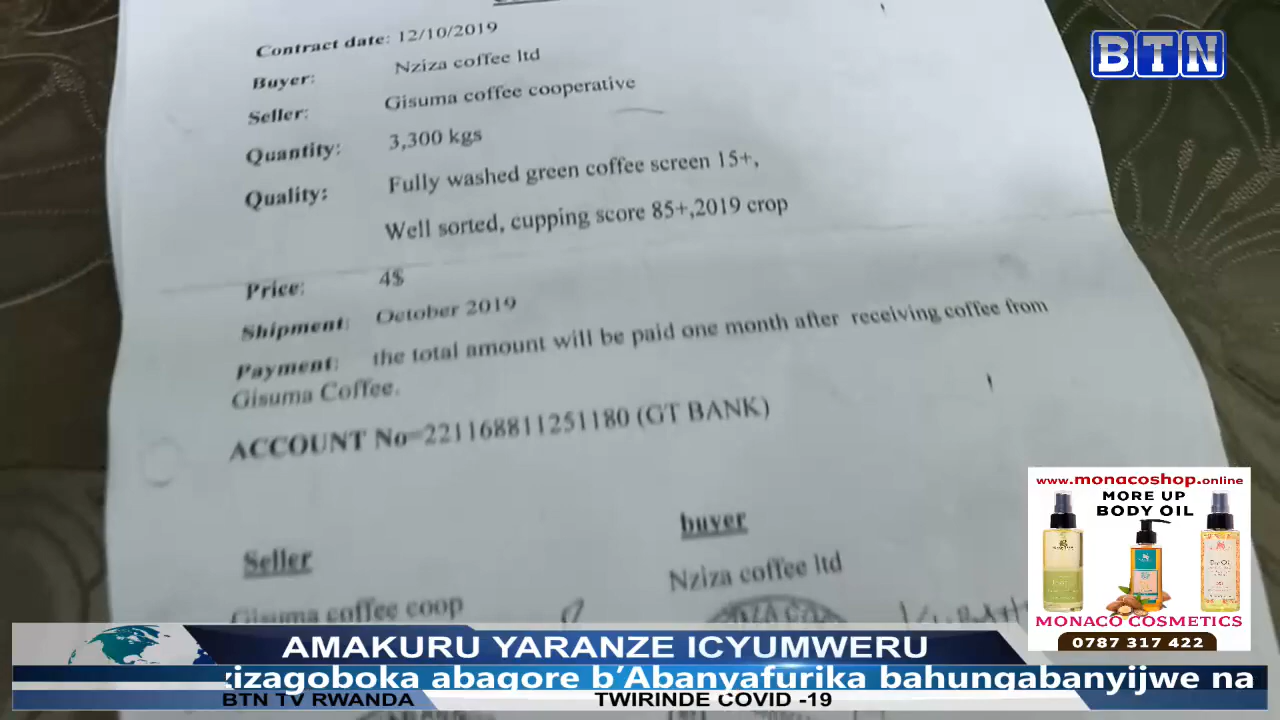 Contract date: 12/10/2019
Buyer: Nziza coffee ltd
Seller: Gisuma coffee cooperative
Quantity: 3,300 kgs
Quality: Fully washed green coffee screen 15+,
Well sorted, cupping score 85+,2019 crop
Price: 4$
Shipment: October 2019
Payment: the total amount will be paid one month after receiving coffee from
Gisuma Coffee.
ACCOUNT No=221168811251180 (GT BANK)
Seller
buyer
Gisuma coffee coop
Nziza coffee ltd
BTN
www.monacoshop.online
MORE UP
BODY OIL
MONACO COSMETICS
0787 317 422
AMAKURU YARANZE ICYUMWERU
izagoboka abagore b'Abanyafurika bahungabanyijwe na
BTN TV RWANDA
TWIRINDE COVID -19